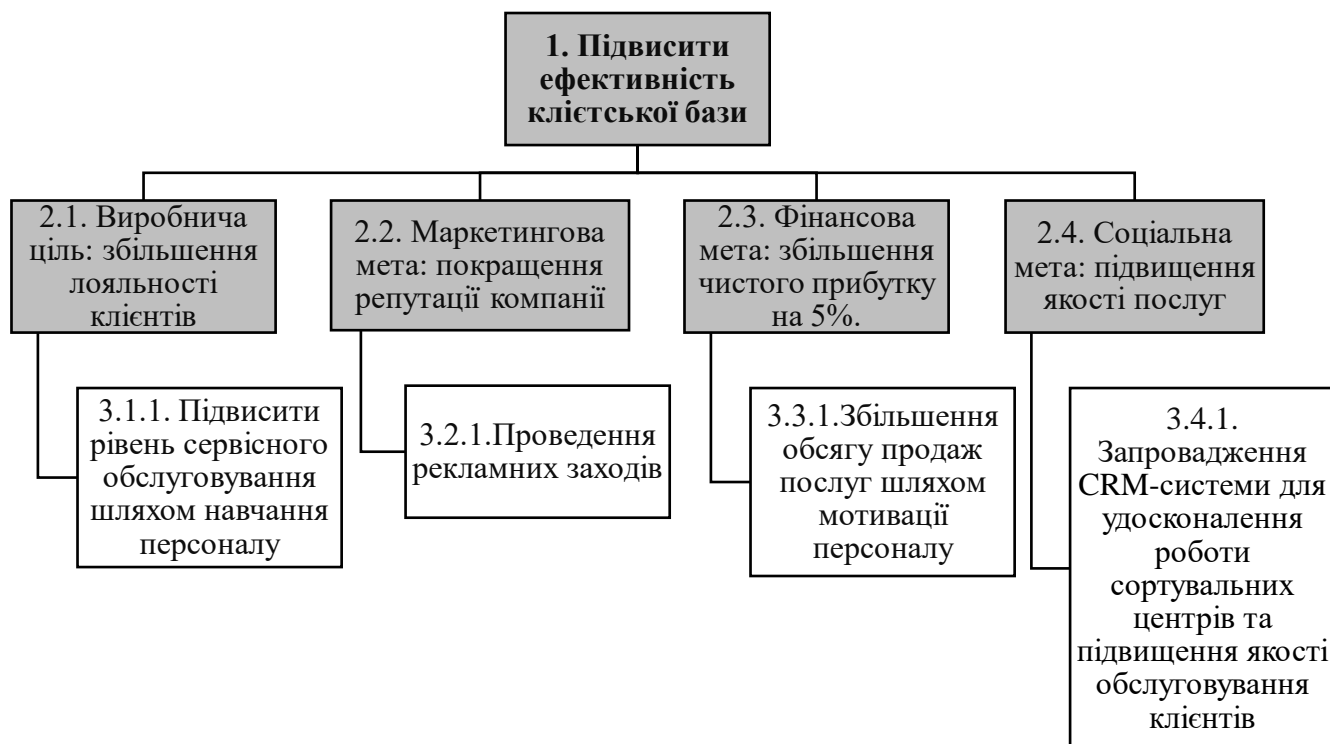 1. Підвисити
ефективність
клієтської бази
2.1. Виробнича
ціль: збільшення
лояльності
клієнтів
2.2. Маркетингова
мета: покращення
репутації компанії
2.3. Фінансова
мета: збільшення
чистого прибутку
на 5%.
2.4. Соціальна
мета: підвищення
якості послуг
3.1.1. Підвисити
рівень сервісного
обслуговування
шляхом навчання
персоналу
3.2.1.Проведення
рекламних заходів
3.3.1.Збільшення
обсягу продаж
послуг шляхом
мотивації
персоналу
3.4.1.
Запровадження
CRM-системи для
удосконалення
роботи
сортувальних
центрів та
підвищення якості
обслуговування
клієнтів